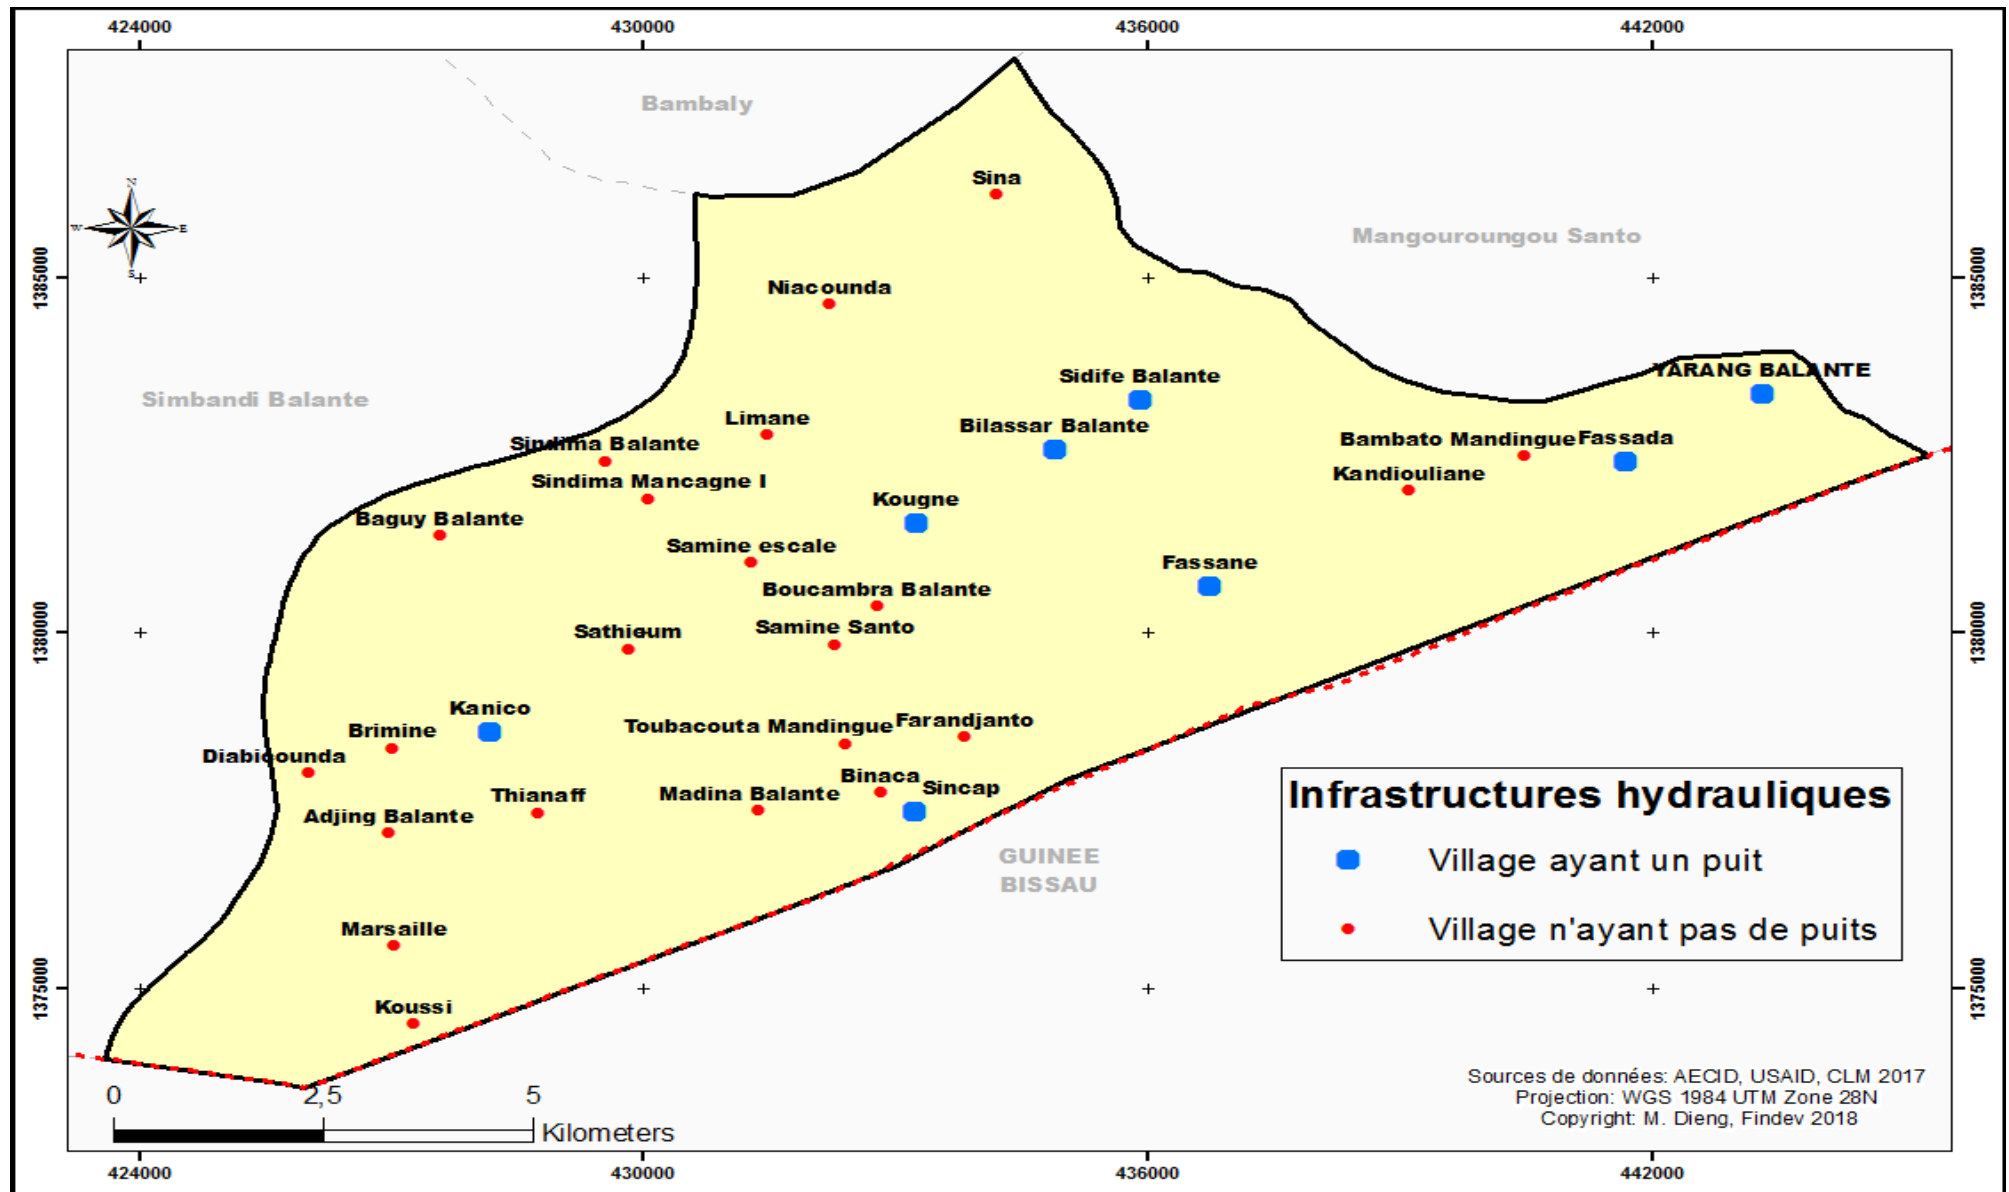 424000 430000 436000 442000
Bambaly
N
Sina
W E
Mangouroungou Santo
S
1385000 1385000
Niacounda
YARANG BALANTE
Sidife Balante
Simbandi Balante
Limane
Bilassar Balante
Bambato Mandingue Fassada
Sindima Balante
Kandiouliane
Sindima Mancagne I
Kougne
Baguy Balante
Samine escale
Fassane
Boucambra Balante
Samine Santo
Sathioum
1380000 1380000
Kanico
Farandjanto
Toubacouta Mandingue
Brimine
Diabicounda
Binaca
Sincap
Madina Balante
Thianaff
Infrastructures hydrauliques
Adjing Balante
GUINEE
BISSAU
Village ayant un puit
Marsaille
Village n'ayant pas de puits
1375000 1375000
Koussi
Sources de données: AECID, USAID, CLM 2017
Projection: WGS 1984 UTM Zone 28N
Copyright: M. Dieng, Findev 2018
0 2,5 5
Kilometers
424000 430000 436000 442000